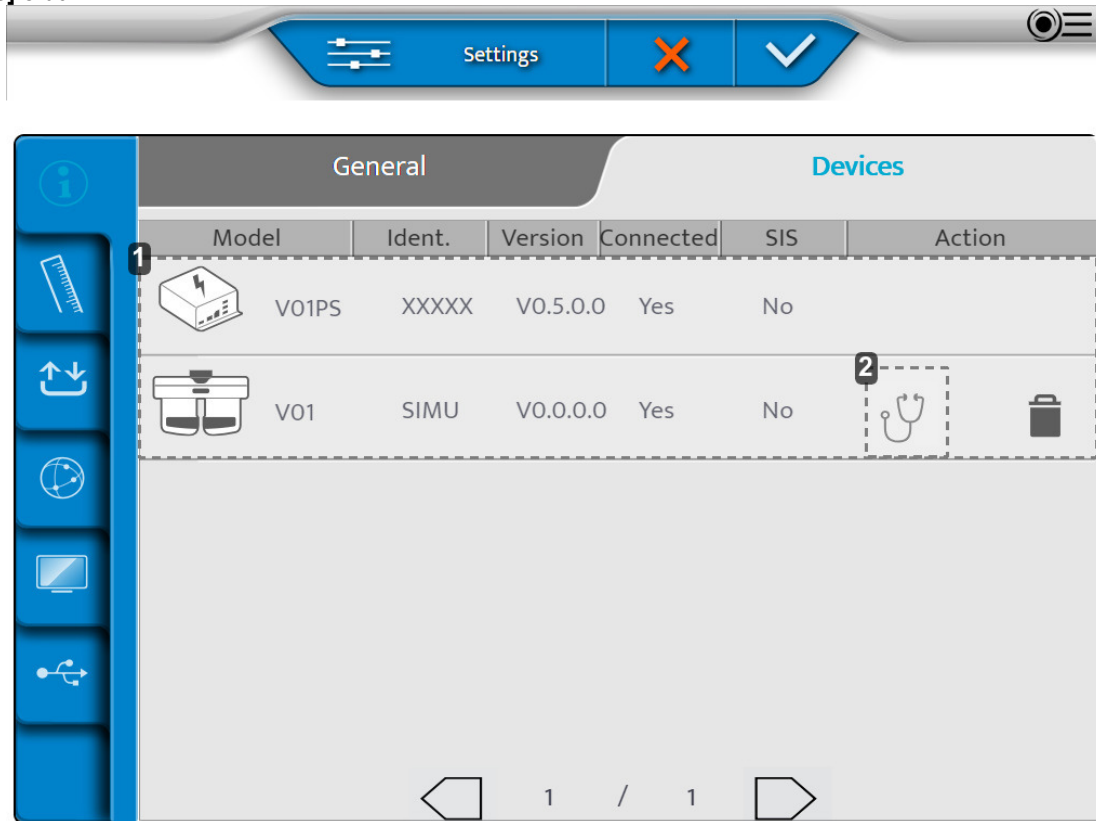 Settings
General Devices
Model Ident. Version Connected SIS Action
1
V01PS XXXXX V0.5.0.0 Yes No
2
V01 SIMU V0.0.0.0 Yes No
1 / 1